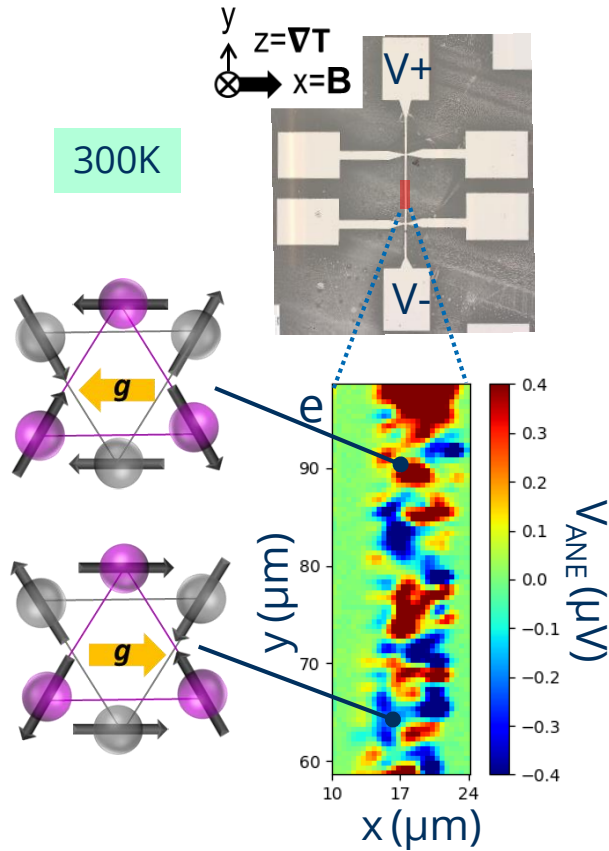 y
z=∇T
x=B
V+
300K
V-
g
g
e
90
80
70
60
y (μm)
10
17
24
x (μm)
0.4
0.3
0.2
0.1
0.0
−0.1
−0.2
−0.3
−0.4
V_ANE (μV)